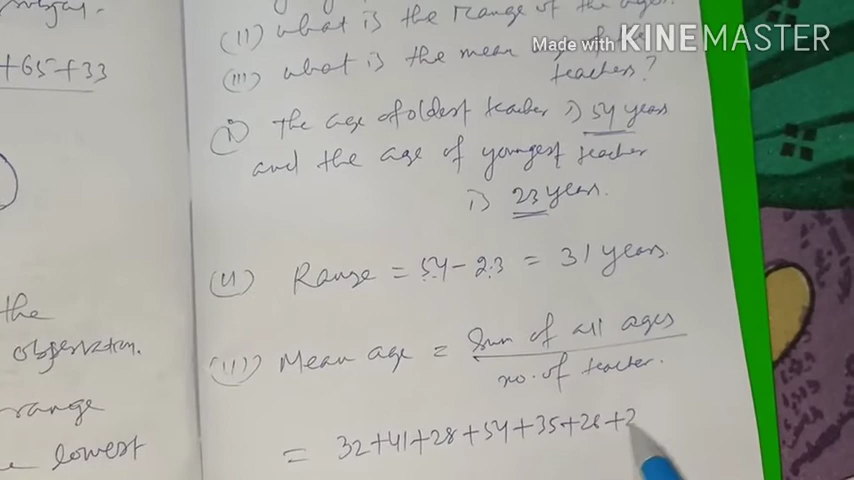 +65+33
the
observation.
range
lowest
(II) what is the range of the ages
(III) what is the mean
teachers?
Made with KINEMASTER
(i) The age of oldest teacher is 54 years
and the age of youngest teacher
is 23 years.
(II) Range = 54 - 23 = 31 years.
(III) Mean age = Sum of all ages
no. of teacher.
= 32+41+28+54+35+26+2